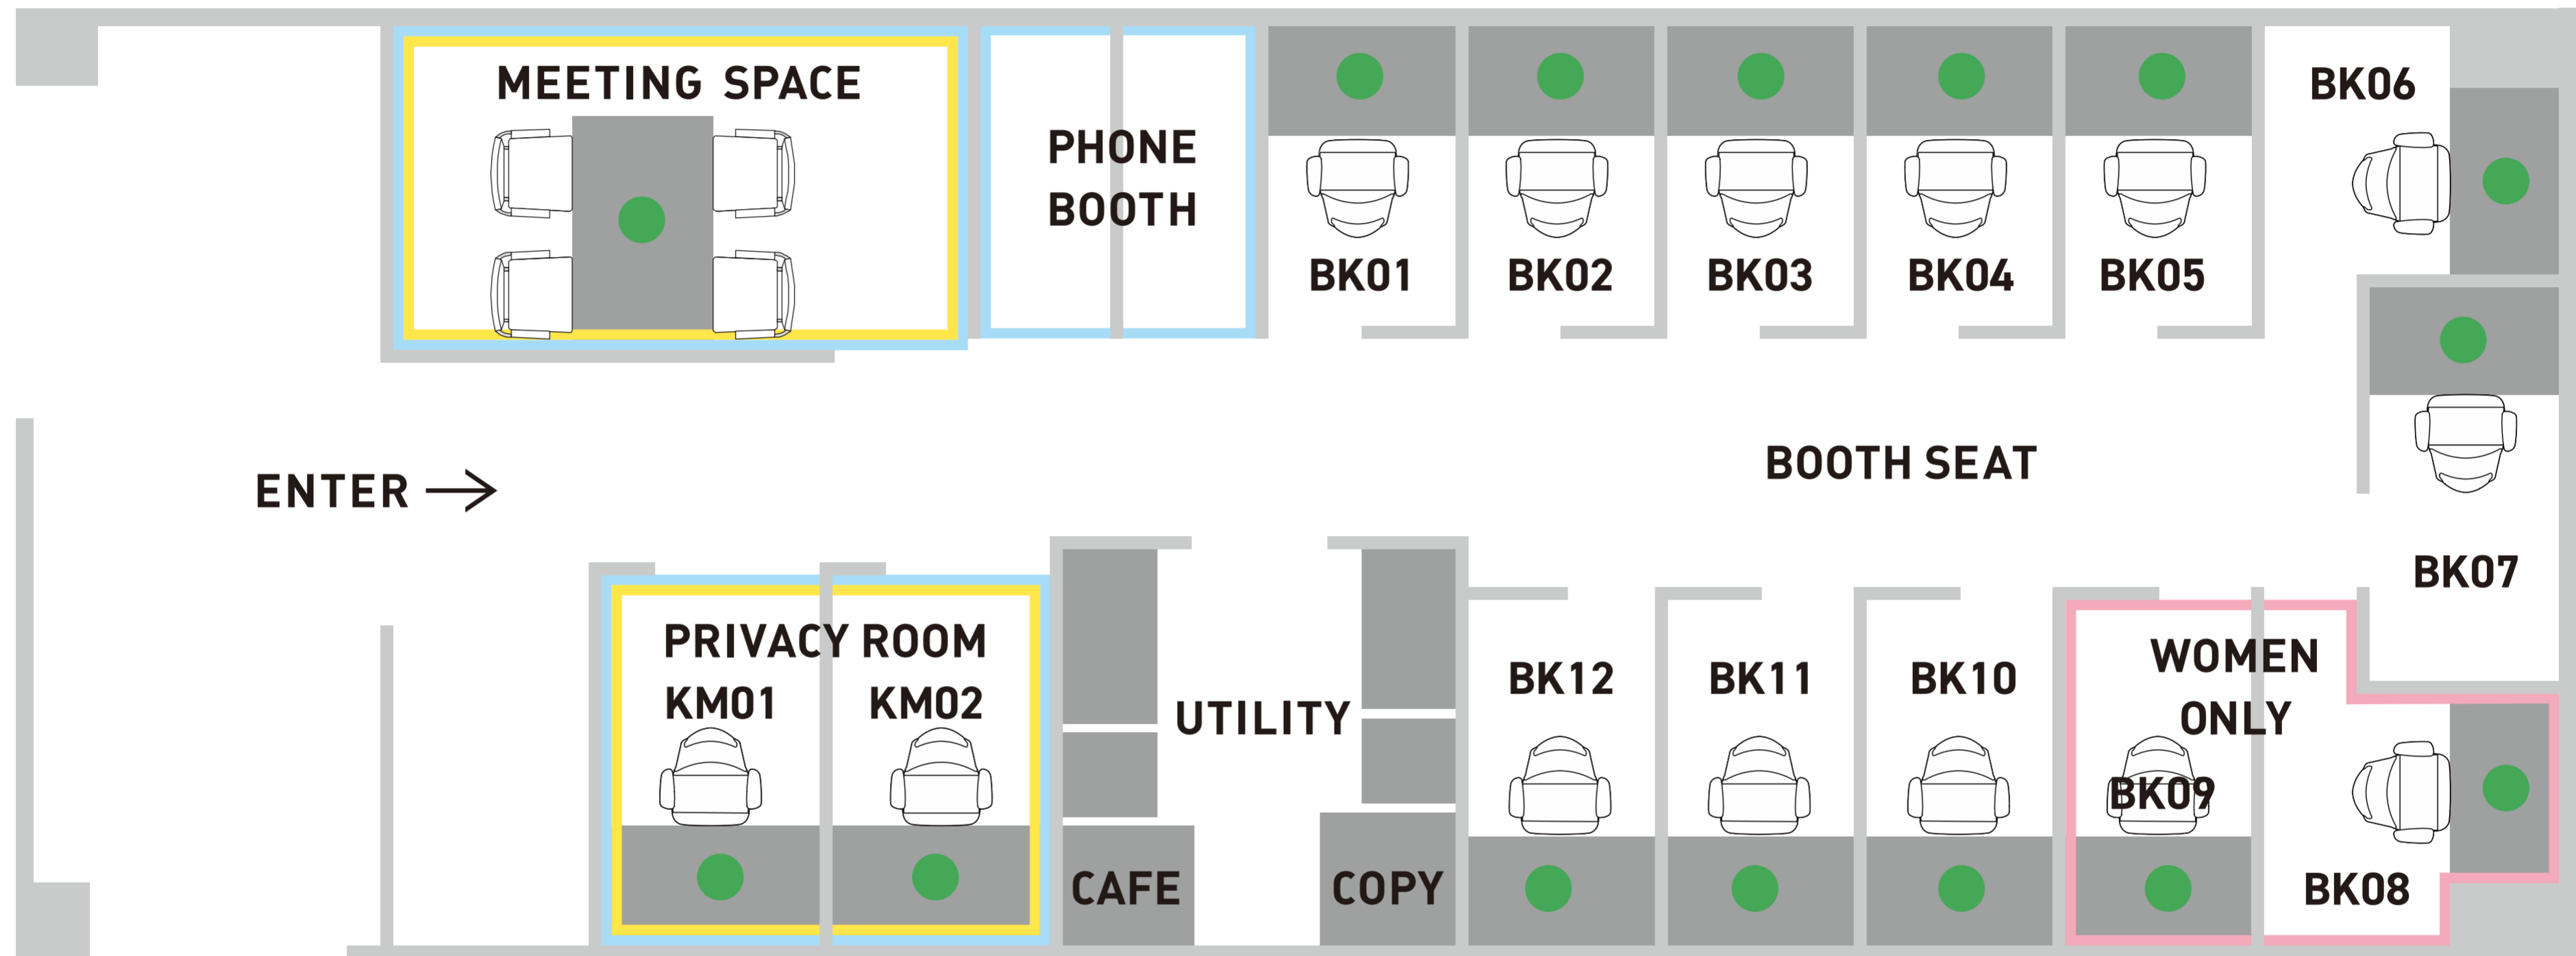 MEETING SPACE
PHONE
BOOTH
BK01
BK02
BK03
BK04
BK05
BK06
ENTER →
BOOTH SEAT
BK07
PRIVACY ROOM
KM01
KM02
UTILITY
CAFE
COPY
BK12
BK11
BK10
WOMEN
ONLY
BK09
BK08